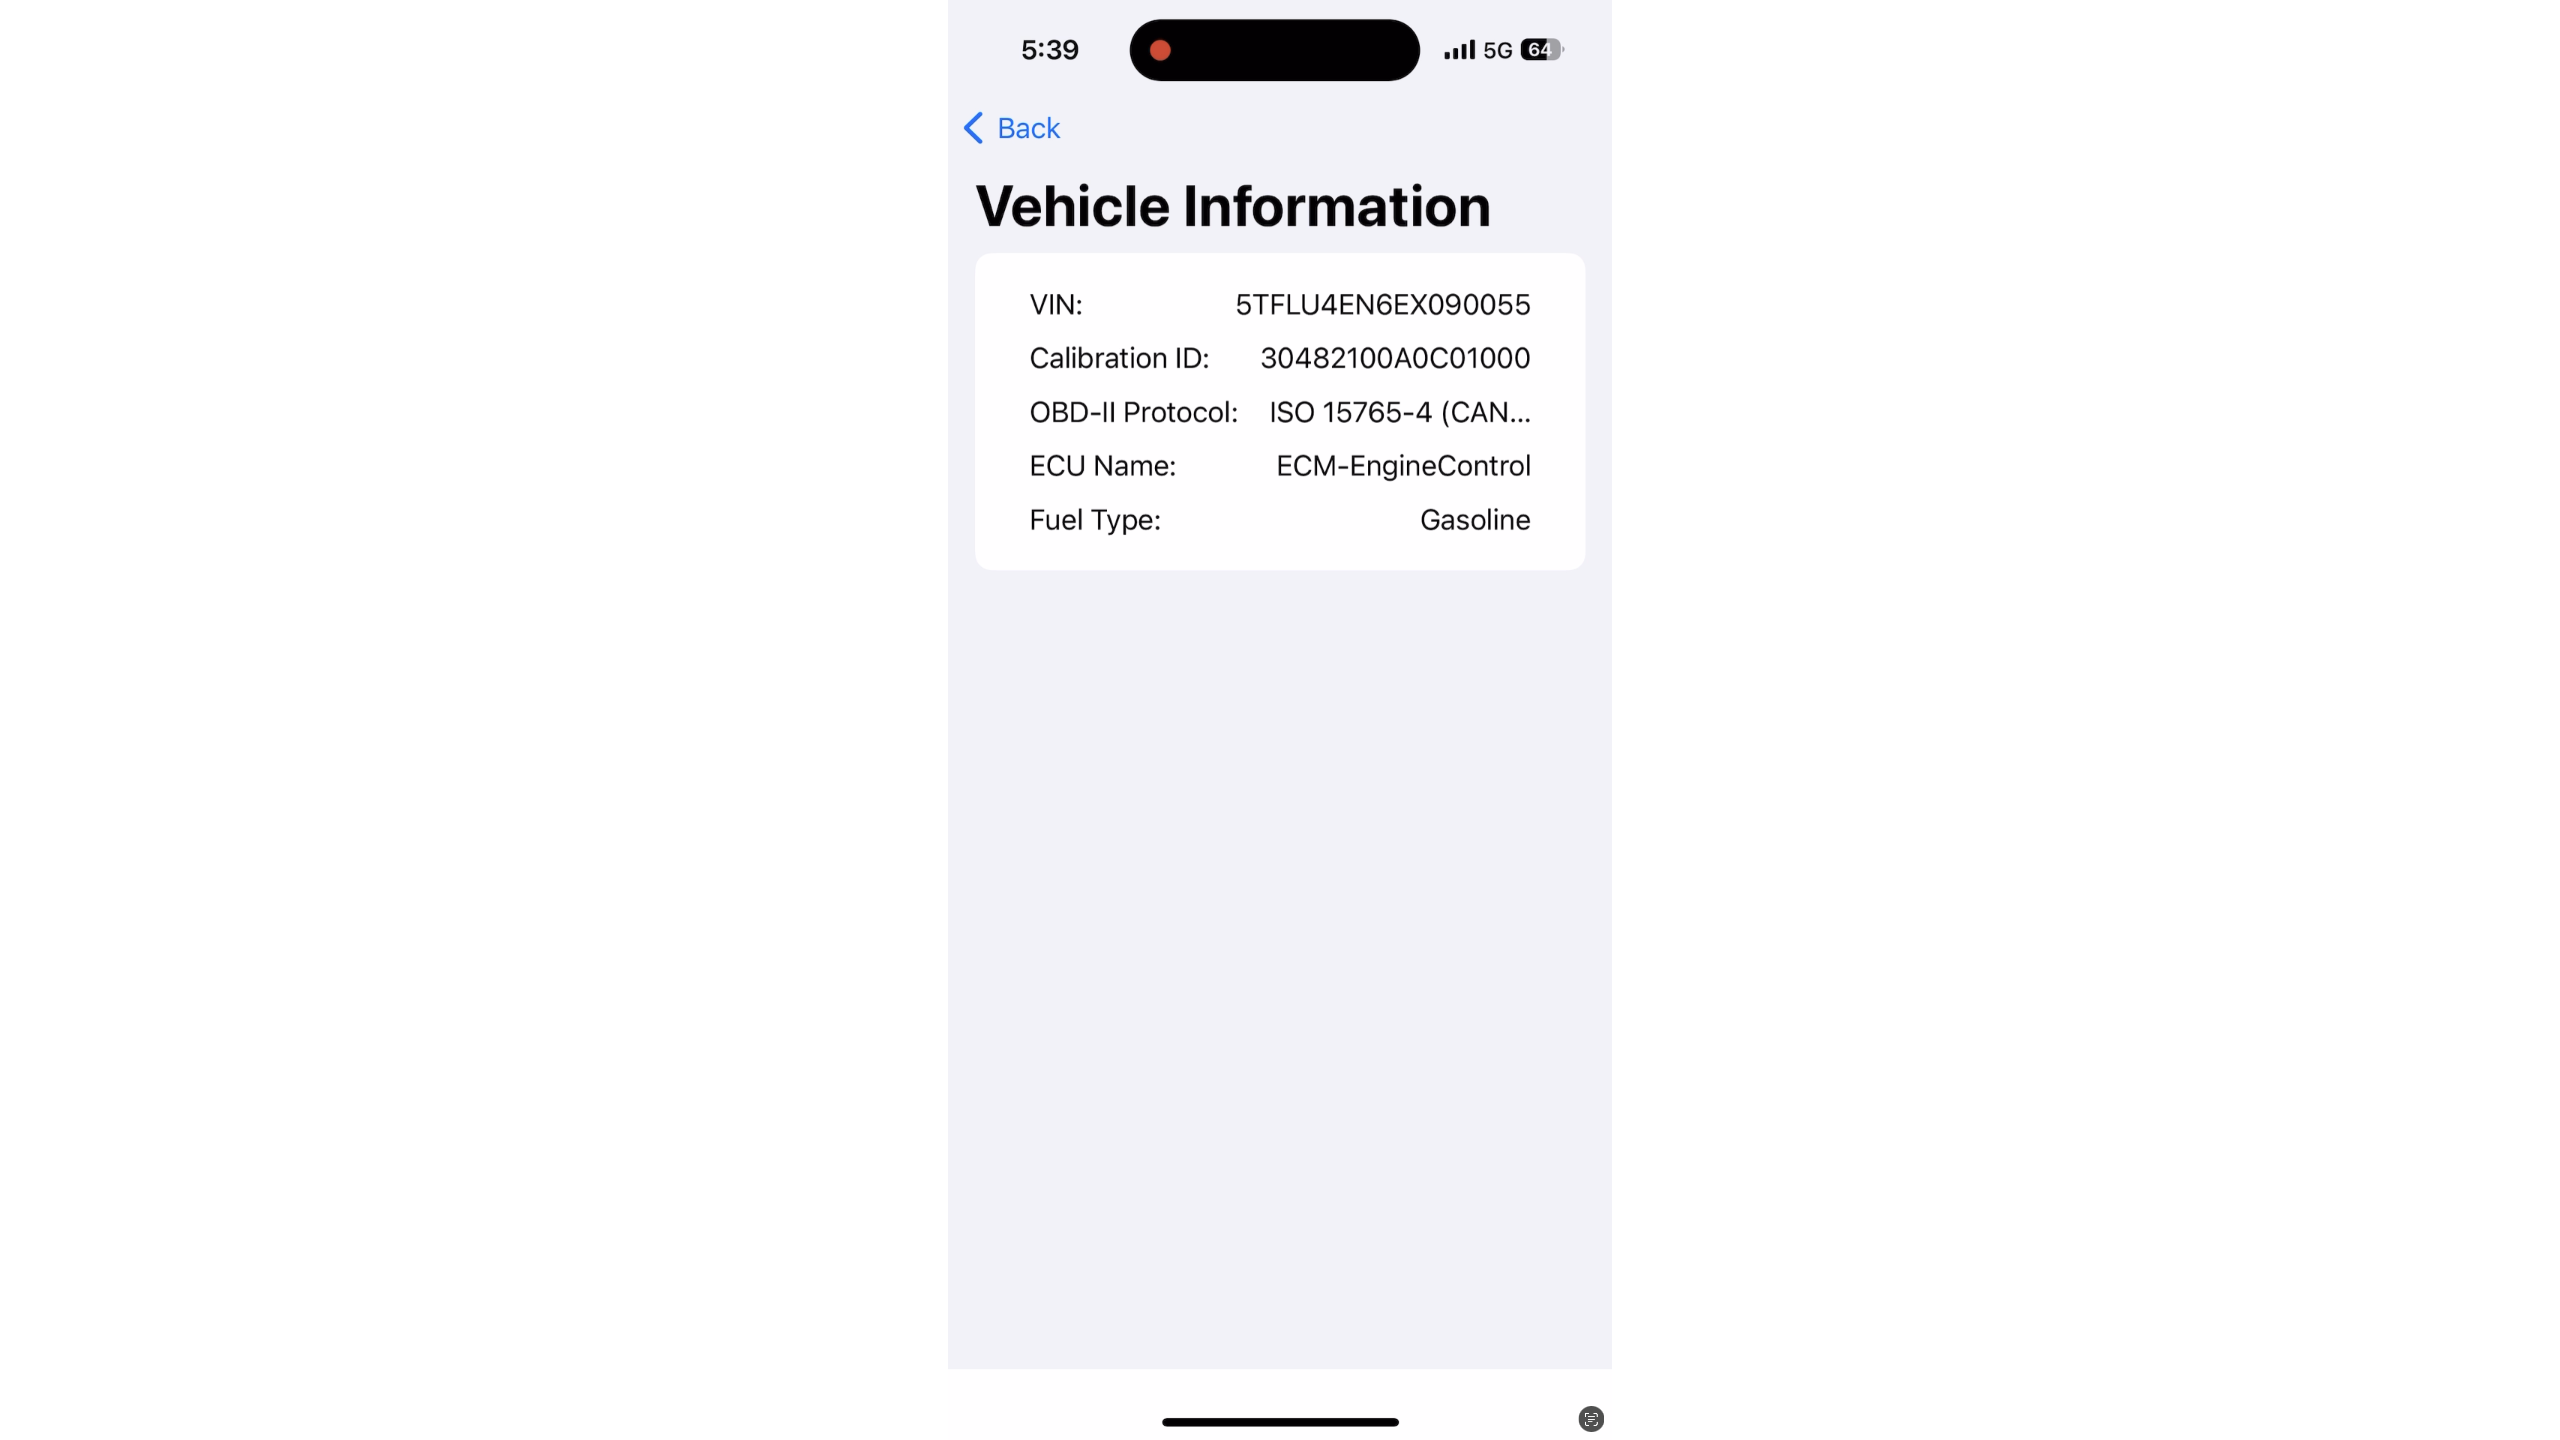 5:39
5G
64
Back
Vehicle Information
VIN: 5TFLU4EN6EX090055
Calibration ID: 30482100A0C01000
OBD-II Protocol: ISO 15765-4 (CAN...
ECU Name: ECM-EngineControl
Fuel Type: Gasoline